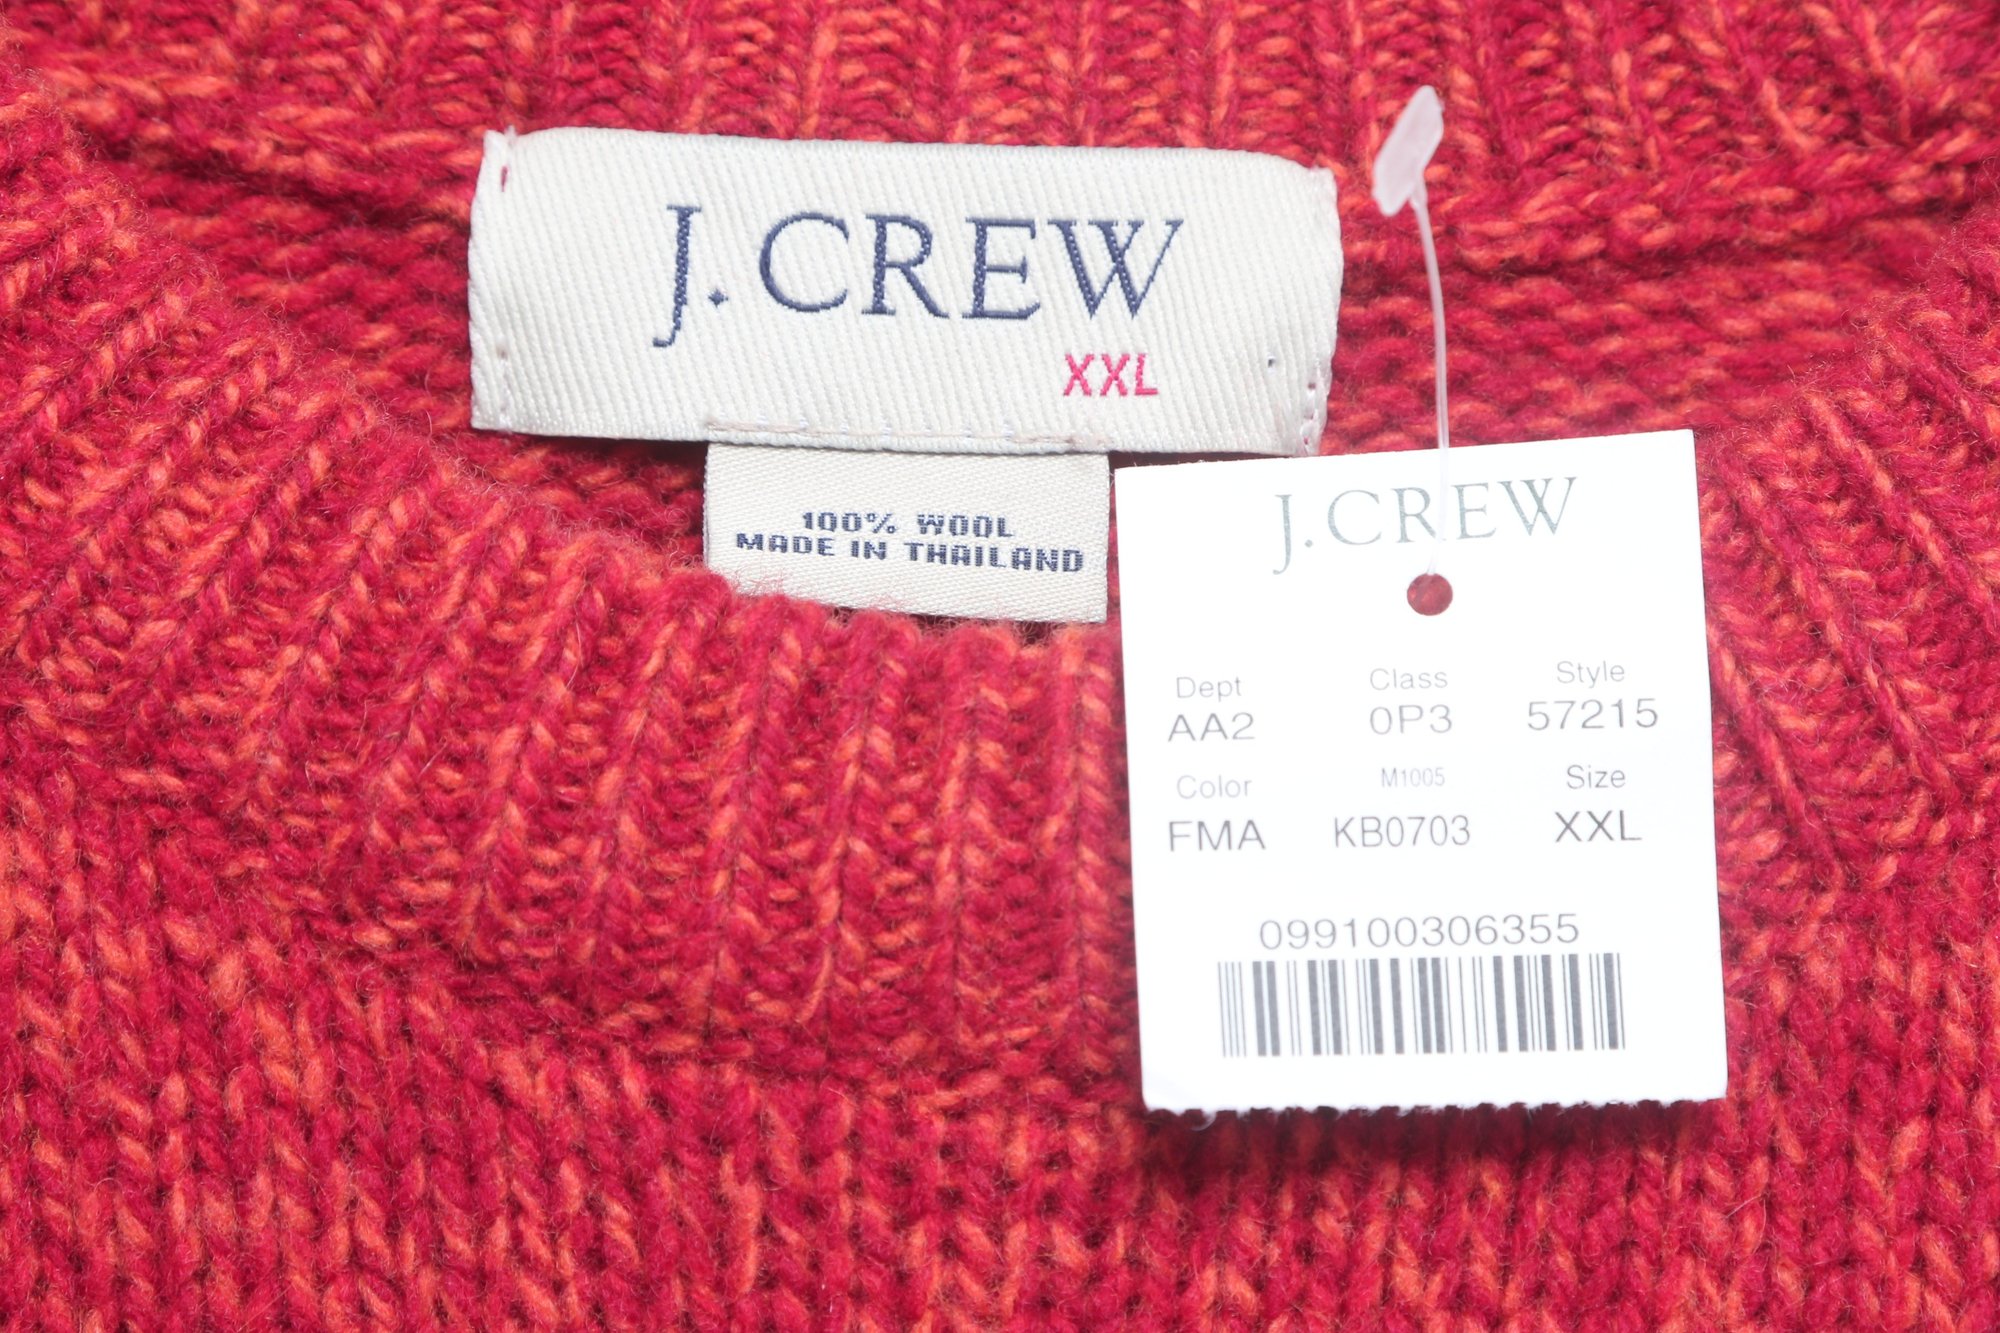 J.CREW
XXL
100% WOOL
MADE IN THAILAND
J.CREW
Dept Class Style
AA2 0P3 57215
Color M1005 Size
FMA KB0703 XXL
099100306355